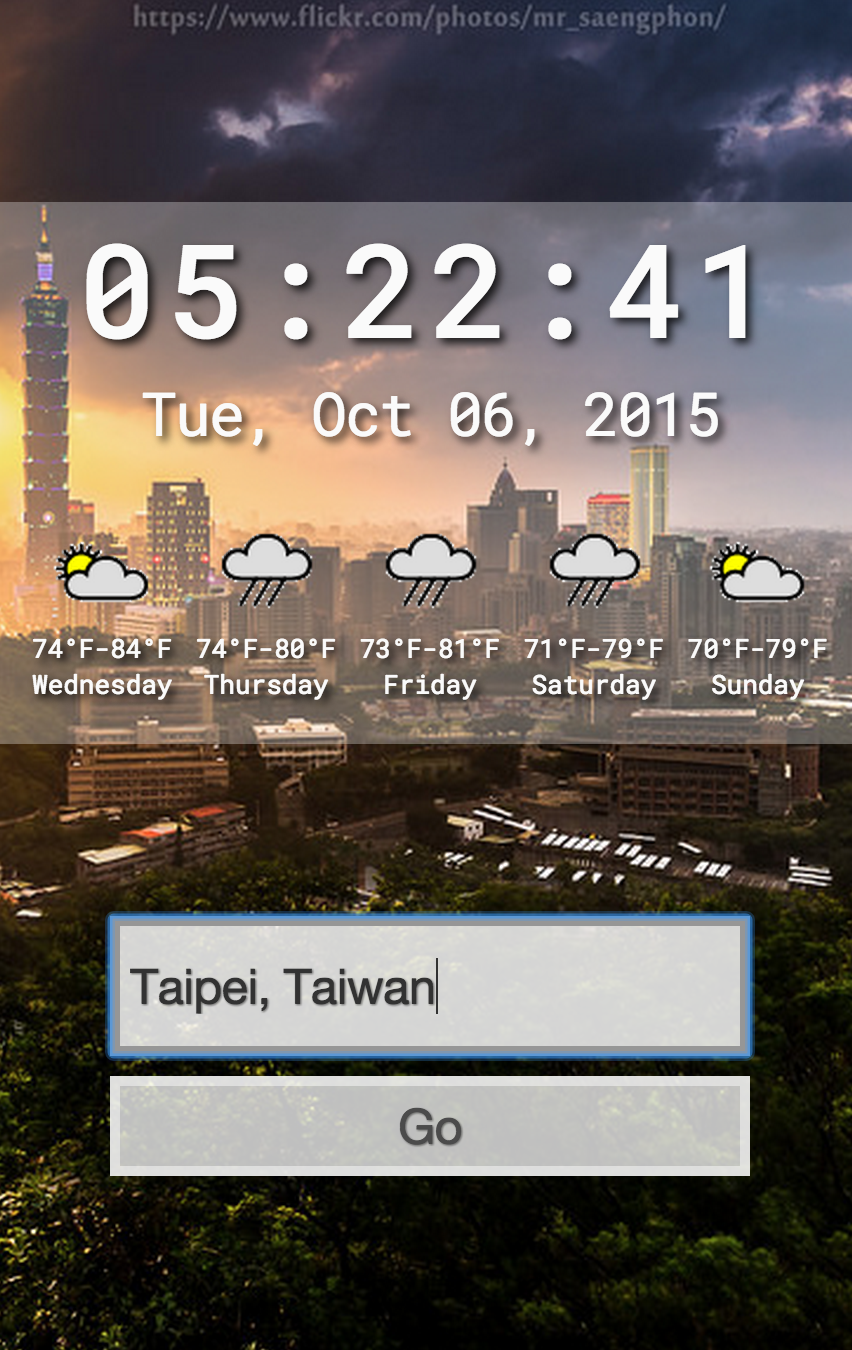 https://www.flickr.com/photos/mr_saengphon/
05:22:41
Tue, Oct 06, 2015
74°F-84°F 74°F-80°F 73°F-81°F 71°F-79°F 70°F-79°F
Wednesday Thursday Friday Saturday Sunday
Taipei, Taiwan
Go